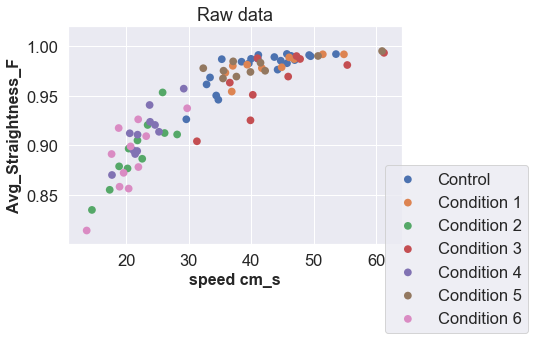 Raw data
1.00
0.95
0.90
0.85
Avg_Straightness_F
20 30 40 50 60
speed cm_s
Control
Condition 1
Condition 2
Condition 3
Condition 4
Condition 5
Condition 6